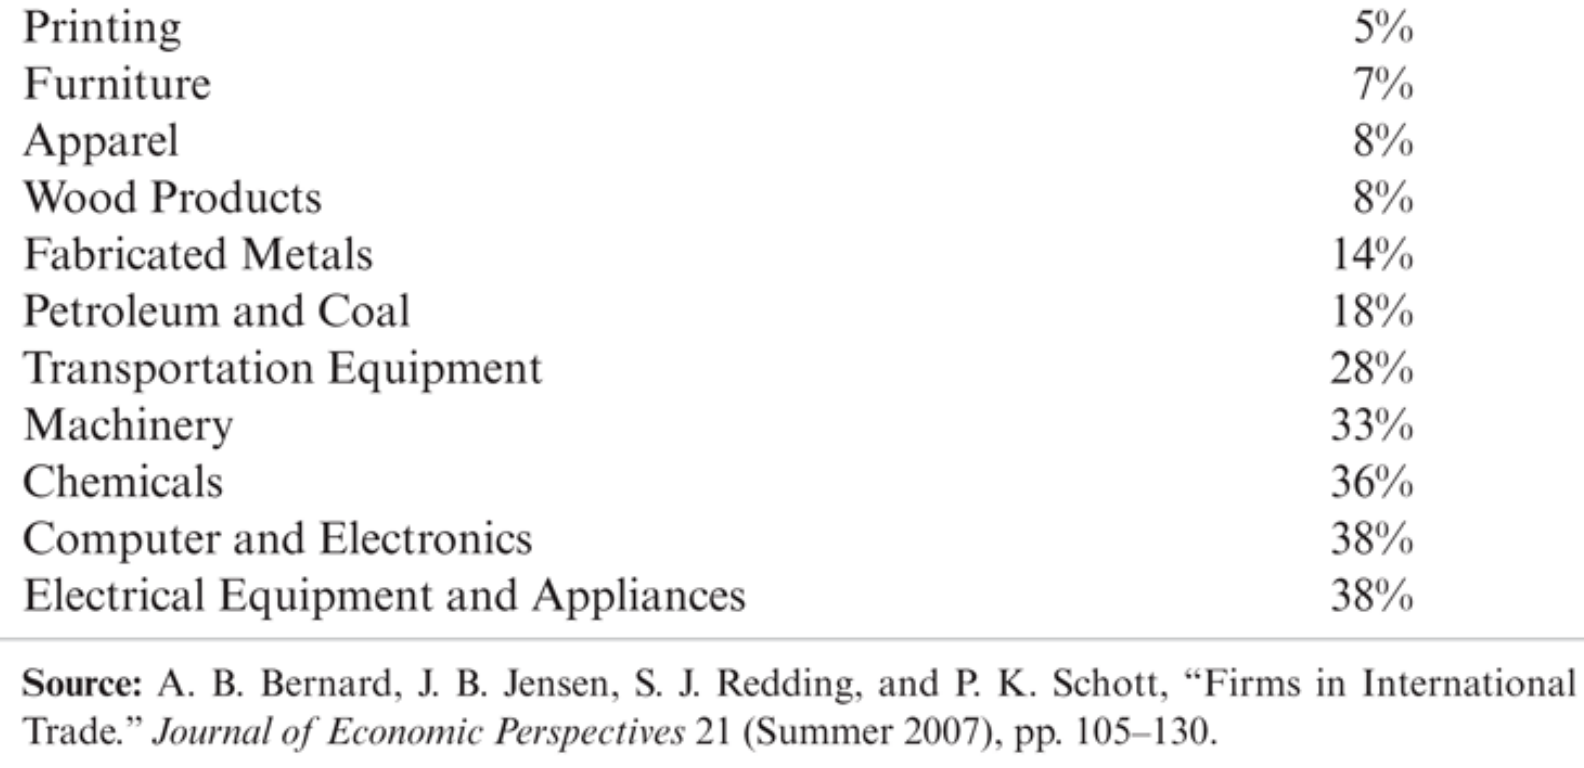 Printing 5%
Furniture 7%
Apparel 8%
Wood Products 8%
Fabricated Metals 14%
Petroleum and Coal 18%
Transportation Equipment 28%
Machinery 33%
Chemicals 36%
Computer and Electronics 38%
Electrical Equipment and Appliances 38%
Source: A. B. Bernard, J. B. Jensen, S. J. Redding, and P. K. Schott, “Firms in International
Trade.” Journal of Economic Perspectives 21 (Summer 2007), pp. 105–130.